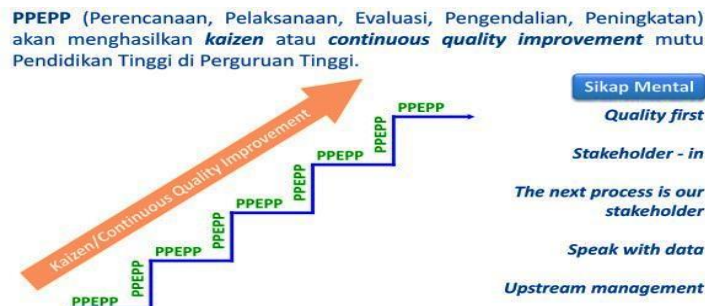 PPEPP (Perencanaan, Pelaksanaan, Evaluasi, Pengendalian, Peningkatan)
akan menghasilkan kaizen atau continuous quality improvement mutu
Pendidikan Tinggi di Perguruan Tinggi.
Sikap Mental
Quality first
Stakeholder - in
The next process is our
stakeholder
Speak with data
Upstream management
Kaizen/Continuous Quality Improvement
PPEPP
PPEPP
PPEPP
PPEPP
PPEPP
PPEPP
PPEPP
PPEPP
PPEPP